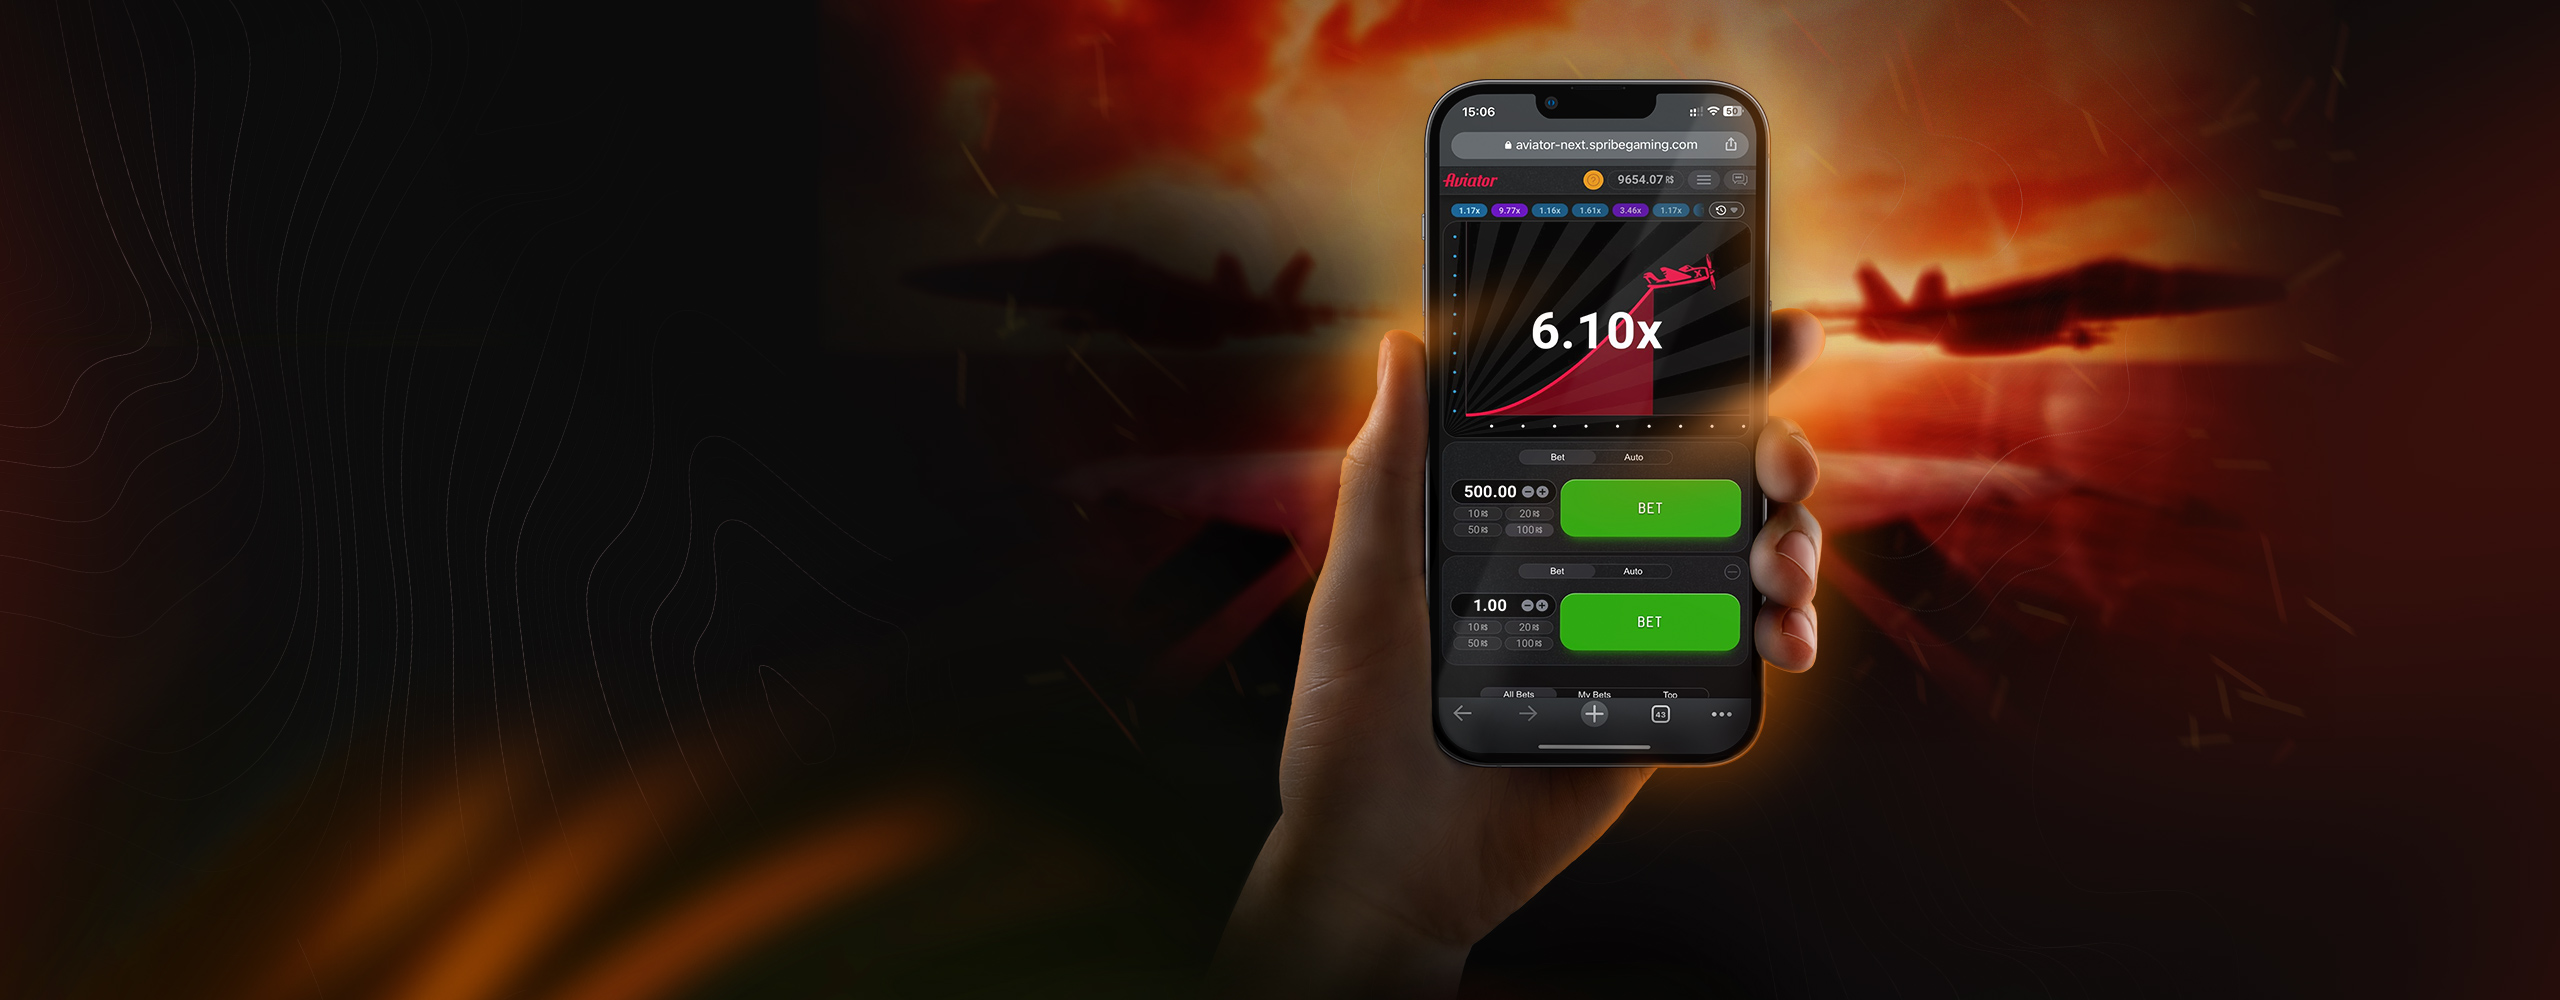 15:06
50
aviator-next.spribegaming.com
Aviator
9654.07 R$
1.17x 9.77x 1.16x 1.61x 3.46x 1.17x
6.10x
Bet Auto
500.00
BET
10 R$ 20 R$
50 R$ 100 R$
Bet Auto
1.00
BET
10 R$ 20 R$
50 R$ 100 R$
All Bets My Bets Top
43